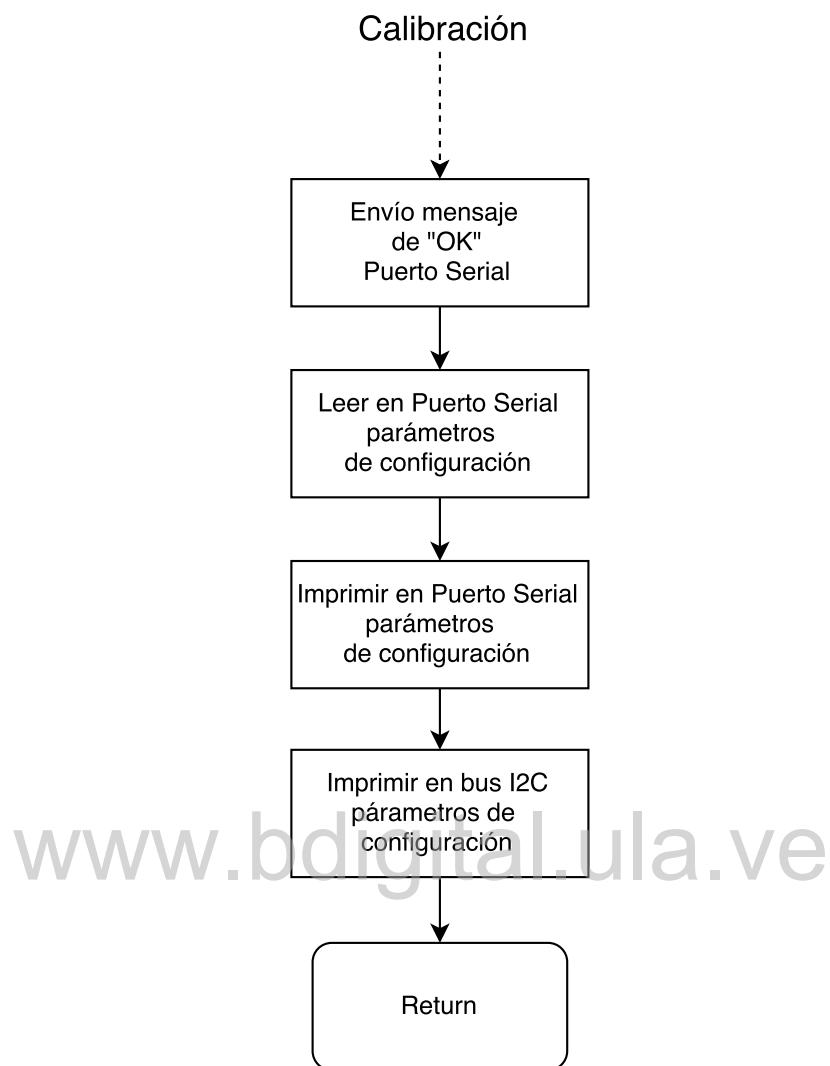 Calibración
Envío mensaje
de "OK"
Puerto Serial
Leer en Puerto Serial
parámetros
de configuración
Imprimir en Puerto Serial
parámetros
de configuración
Imprimir en bus I2C
párametros de
configuración
www.bdigital.ula.ve
Return